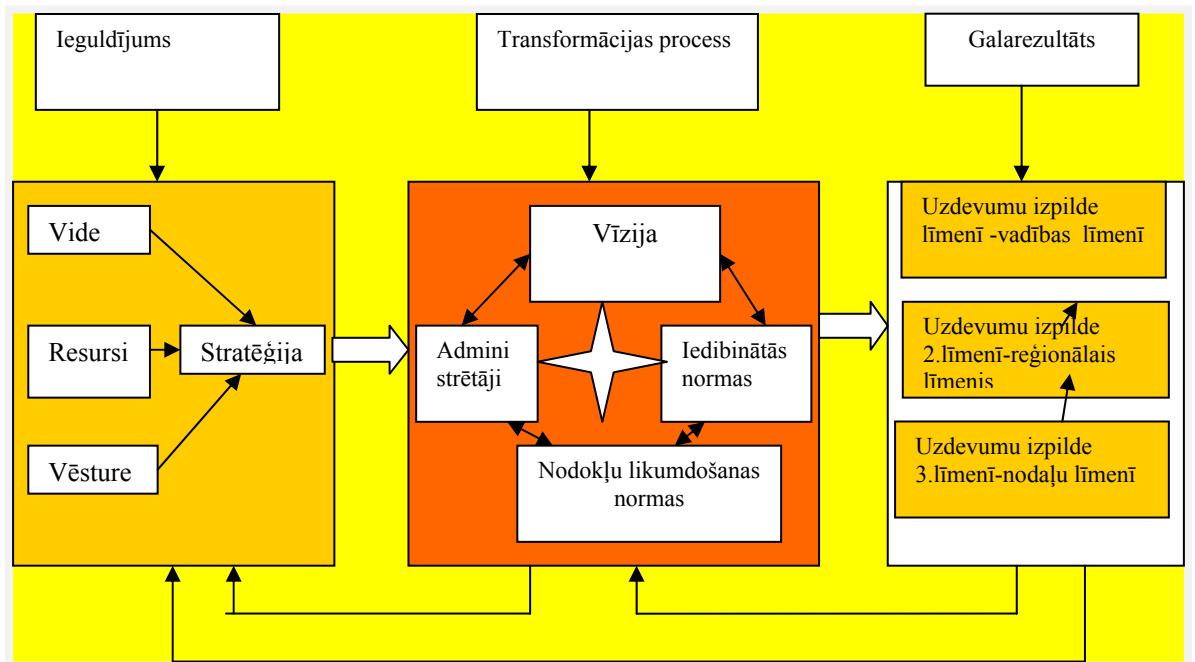 Ieguldījums
Transformācijas process
Galarezultāts
Vide
Resursi
Vēsture
Stratēģija
Vīzija
Admini
strētāji
Iedibinātās
normas
Nodokļu likumdošanas
normas
Uzdevumu izpilde
līmenī -vadības līmenī
Uzdevumu izpilde
2.līmenī-reģionālais
līmenis
Uzdevumu izpilde
3.līmenī-nodaļu līmenī